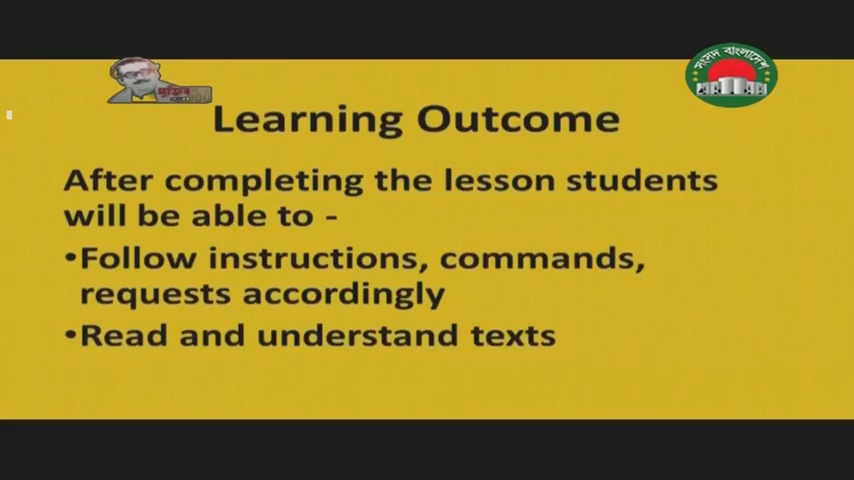 সংসদ বাংলাদেশ
Learning Outcome
After completing the lesson students
will be able to -
•Follow instructions, commands,
requests accordingly
•Read and understand texts